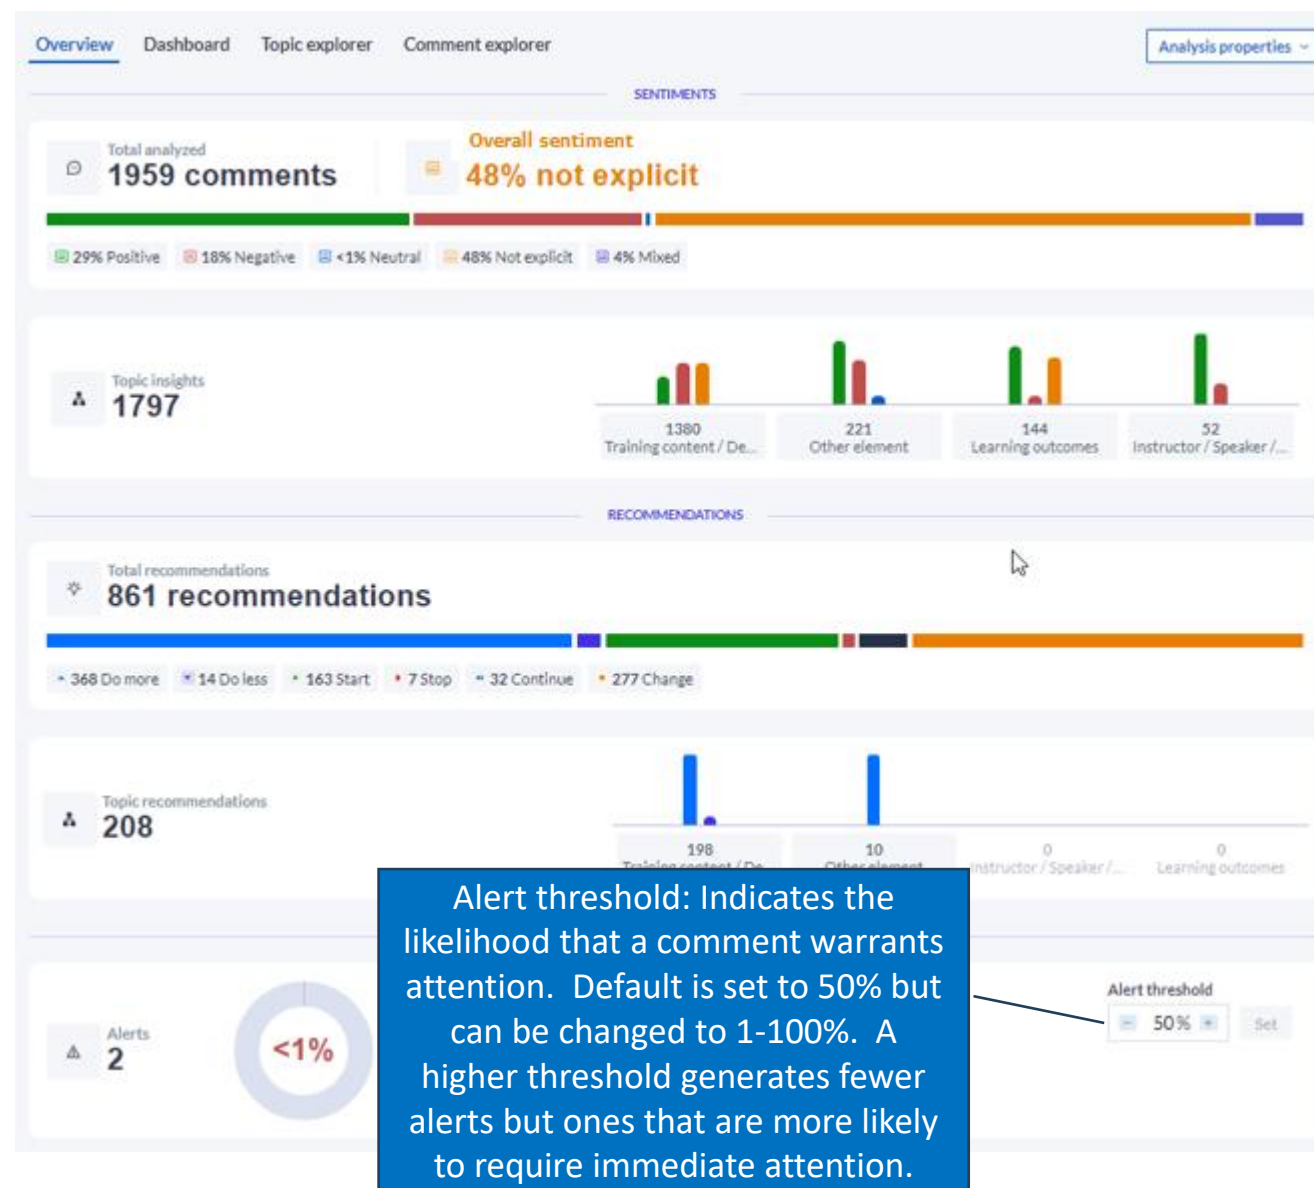 Overview Dashboard Topic explorer Comment explorer Analysis properties
SENTIMENTS
Total analyzed
1959 comments
Overall sentiment
48% not explicit
29% Positive 18% Negative <1% Neutral 48% Not explicit 4% Mixed
Topic insights
1797
1380 221 144 52
Training content / De... Other element Learning outcomes Instructor / Speaker /...
RECOMMENDATIONS
Total recommendations
861 recommendations
368 Do more 14 Do less 163 Start 7 Stop 32 Continue 277 Change
Topic recommendations
208
198 10 0 0
Training content / De... Other element Instructor / Speaker /... Learning outcomes
Alerts
2
<1%
Alert threshold: Indicates the
likelihood that a comment warrants
attention. Default is set to 50% but
can be changed to 1-100%. A
higher threshold generates fewer
alerts but ones that are more likely
to require immediate attention.
Alert threshold
50% Set